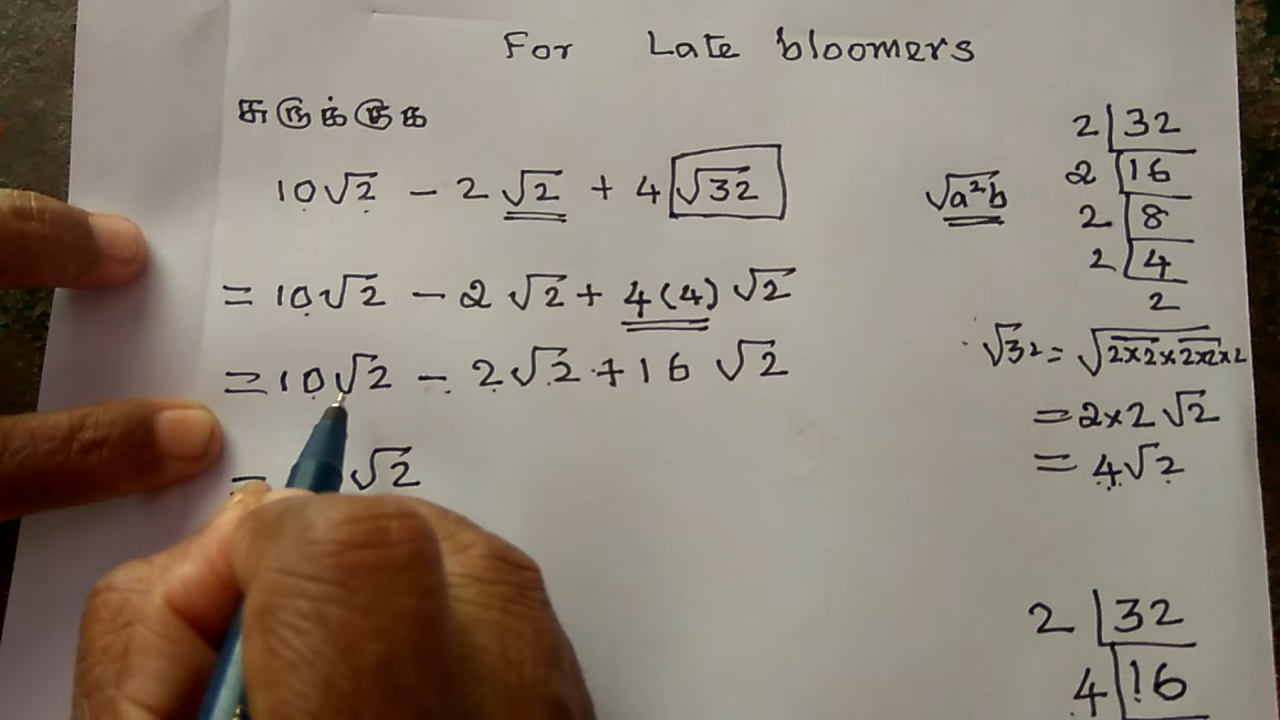 For Late bloomers
சுருக்குக
10√2 − 2√2 + 4√32
= 10√2 − 2√2 + 4(4)√2
= 10√2 − 2√2 + 16√2
= √2
√a²b
2 | 32
2 | 16
2 | 8
2 | 4
2
√32 = √2×2×2×2×2
= 2×2√2
= 4√2
2 | 32
4 | 16